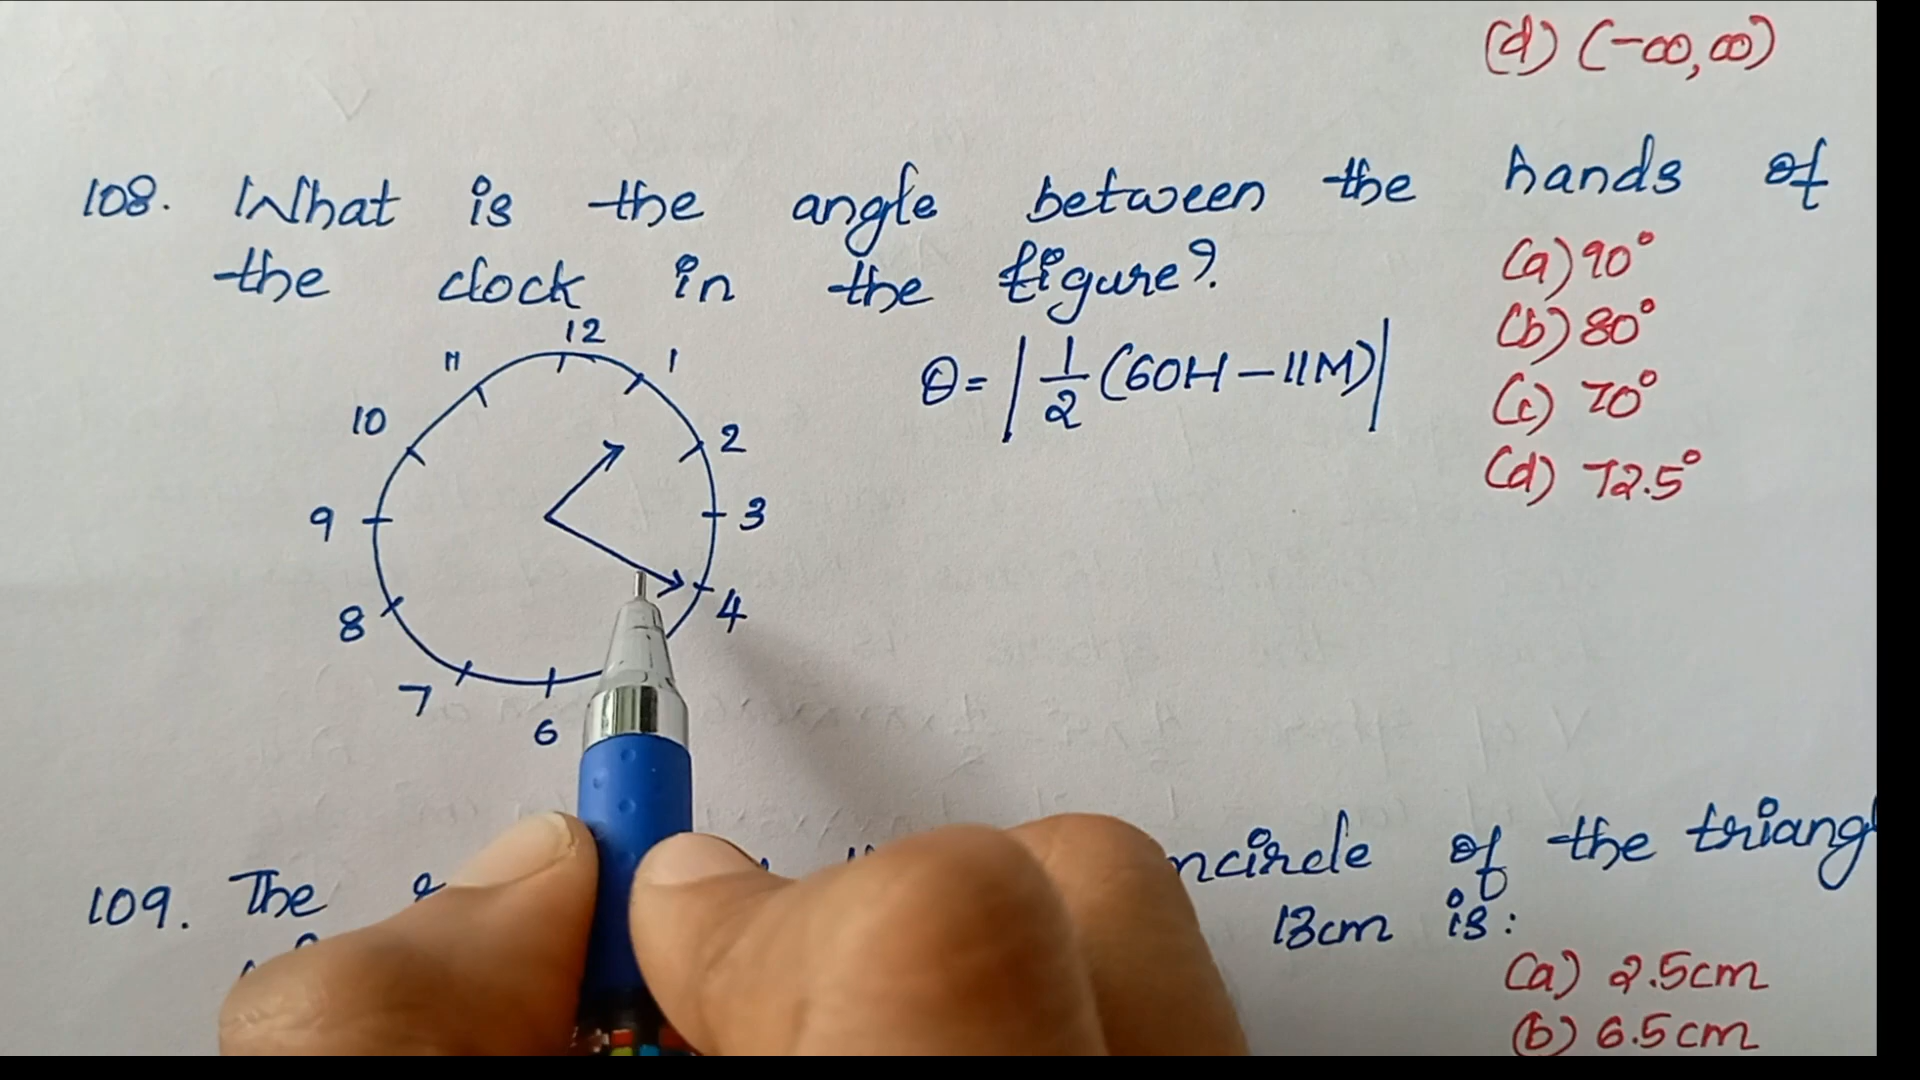 (d) (-∞,∞)
108. What is the angle between the hands of
the clock in the figure?
(a) 90°
(b) 80°
(c) 70°
(d) 72.5°
θ = |1/2 (60H - 11M)|
12
11
1
10
2
9
3
8
4
7
6
109. The ncircle of the triang
13cm is:
(a) 2.5cm
(b) 6.5cm